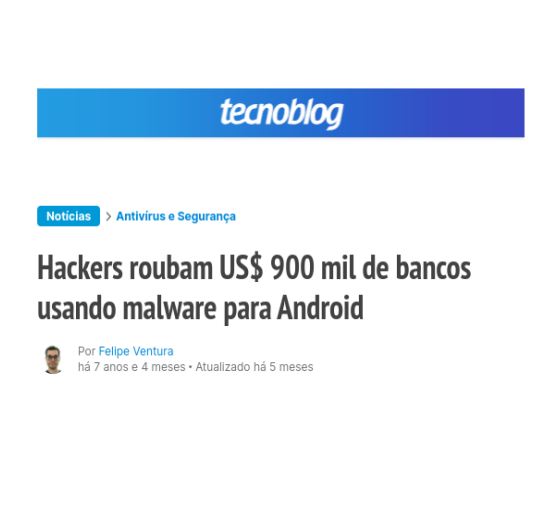 tecnoblog
Notícias > Antivírus e Segurança
Hackers roubam US$ 900 mil de bancos
usando malware para Android
Por Felipe Ventura
há 7 anos e 4 meses • Atualizado há 5 meses